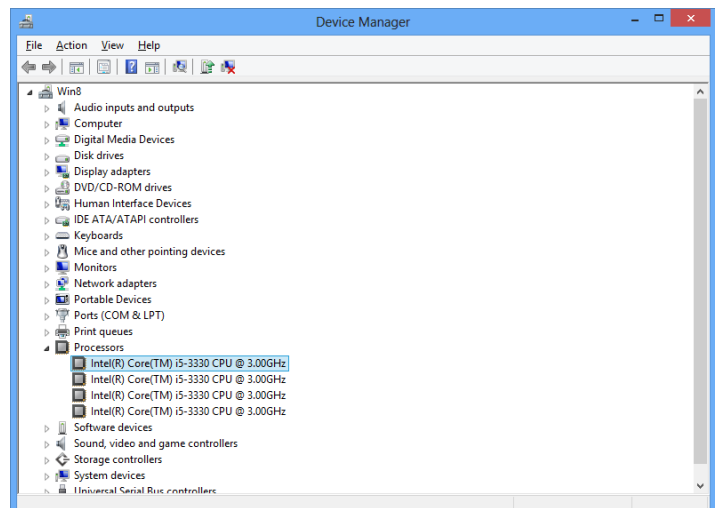 Device Manager
File Action View Help
Win8
Audio inputs and outputs
Computer
Digital Media Devices
Disk drives
Display adapters
DVD/CD-ROM drives
Human Interface Devices
IDE ATA/ATAPI controllers
Keyboards
Mice and other pointing devices
Monitors
Network adapters
Portable Devices
Ports (COM & LPT)
Print queues
Processors
Intel(R) Core(TM) i5-3330 CPU @ 3.00GHz
Intel(R) Core(TM) i5-3330 CPU @ 3.00GHz
Intel(R) Core(TM) i5-3330 CPU @ 3.00GHz
Intel(R) Core(TM) i5-3330 CPU @ 3.00GHz
Software devices
Sound, video and game controllers
Storage controllers
System devices
Universal Serial Bus controllers